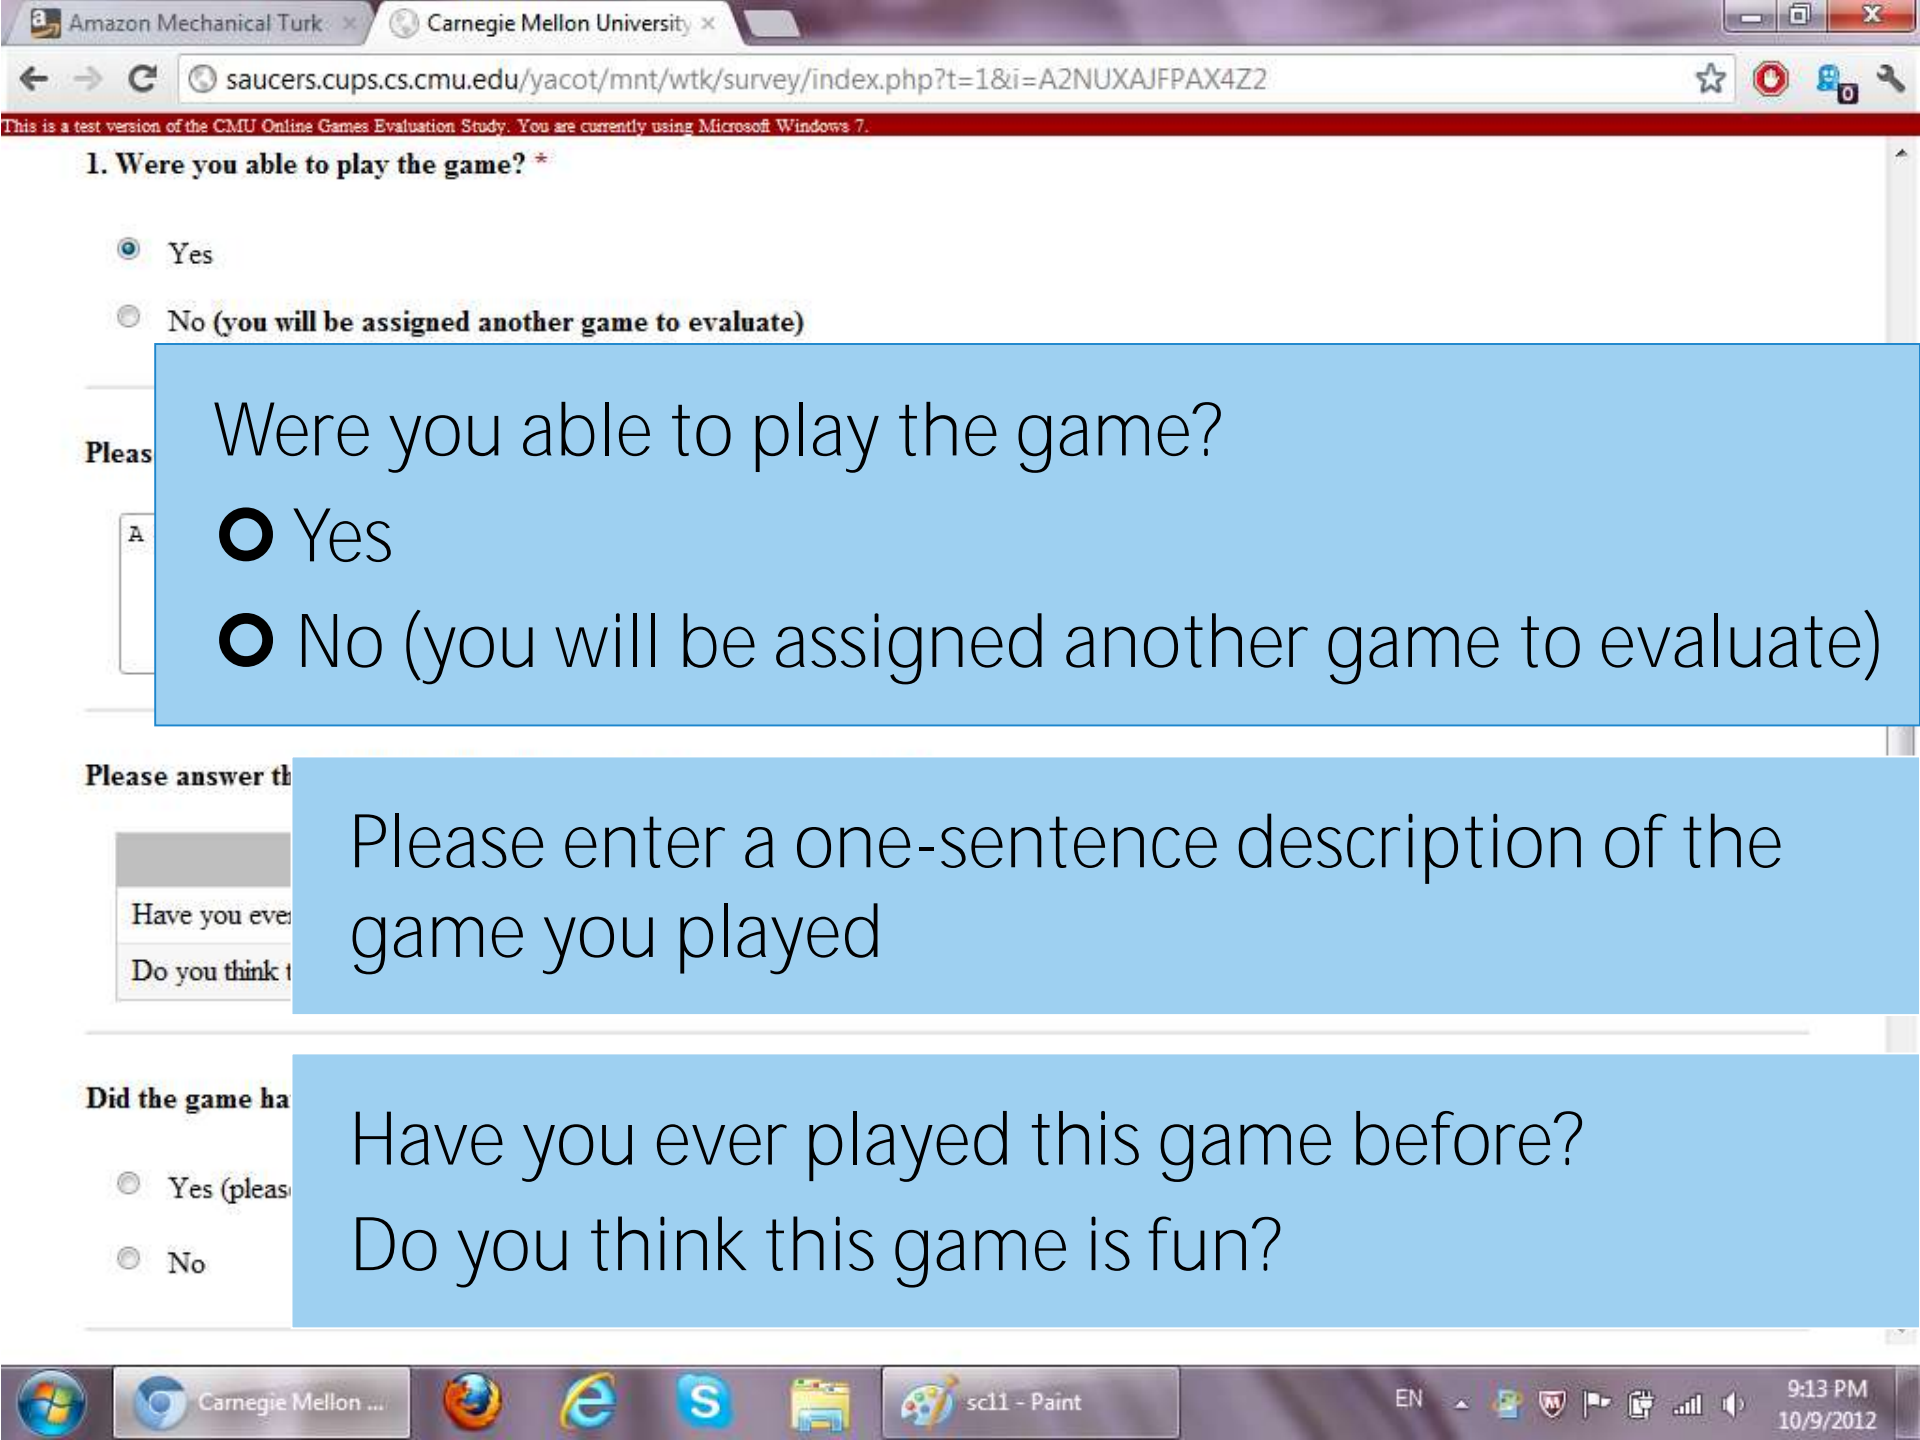 Amazon Mechanical Turk
Carnegie Mellon University
saucers.cups.cs.cmu.edu/yacot/mnt/wtk/survey/index.php?t=1&i=A2NUXAJFPAX4Z2
0
This is a test version of the CMU Online Games Evaluation Study. You are currently using Microsoft Windows 7.
1. Were you able to play the game? *
Yes
No (you will be assigned another game to evaluate)
Were you able to play the game?
Pleas
Yes
A
No (you will be assigned another game to evaluate)
Please answer th
Please enter a one-sentence description of the
game you played
Have you ever
Do you think t
Did the game ha
Have you ever played this game before?
Yes (pleas
Do you think this game is fun?
No
Carnegie Mellon ...
sc11 - Paint
EN
9:13 PM
10/9/2012